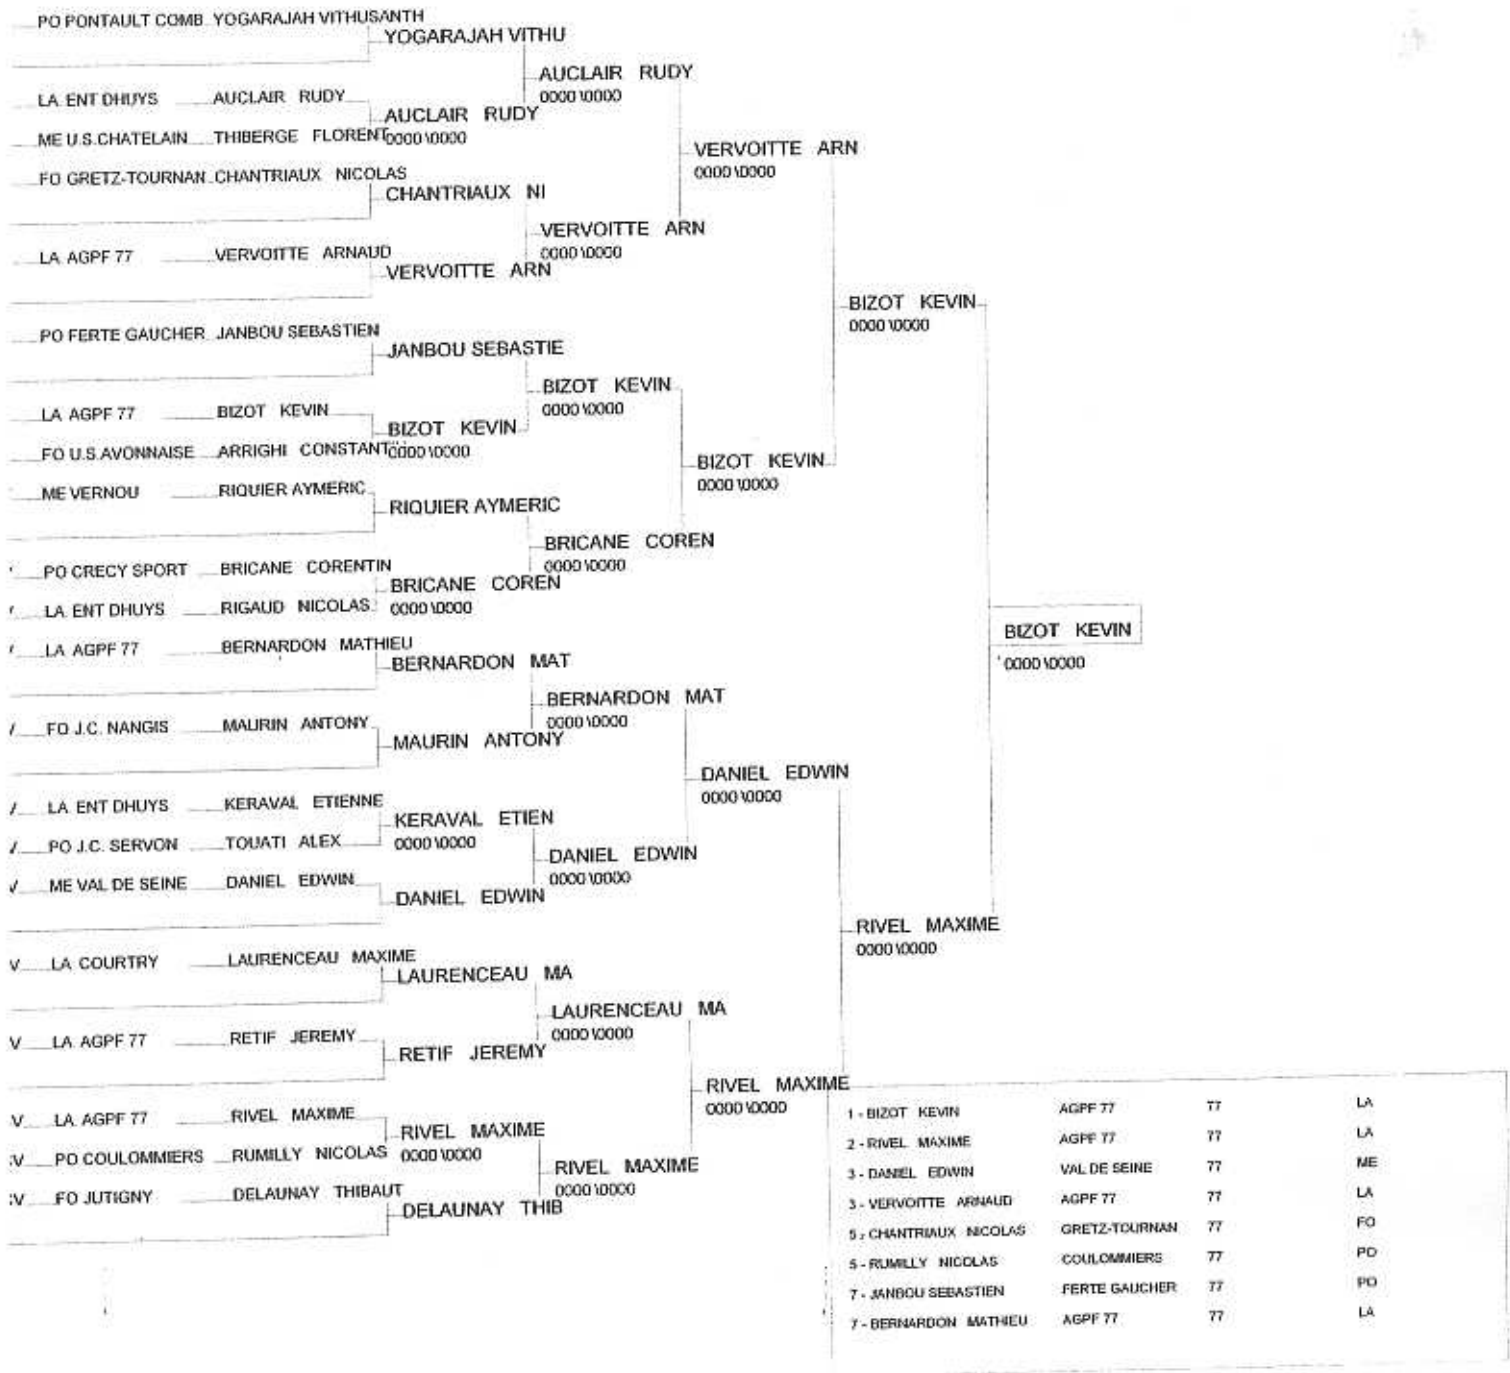 PO PONTAULT COMB YOGARAJAH VITHUSANTH
YOGARAJAH VITHU
AUCLAIR RUDY
0000 \0000
LA ENT DHUYS AUCLAIR RUDY
AUCLAIR RUDY
ME U.S.CHATELAIN THIBERGE FLORENT 0000 \0000
VERVOITTE ARN
0000 \0000
FO GRETZ-TOURNAN CHANTRIAUX NICOLAS
CHANTRIAUX NI
VERVOITTE ARN
0000 \0000
LA AGPF 77 VERVOITTE ARNAUD
VERVOITTE ARN
BIZOT KEVIN
0000 \0000
PO FERTE GAUCHER JANBOU SEBASTIEN
JANBOU SEBASTIE
BIZOT KEVIN
0000 \0000
LA AGPF 77 BIZOT KEVIN
BIZOT KEVIN
FO U.S.AVONNAISE ARRIGHI CONSTANT 0000 \0000
BIZOT KEVIN
0000 \0000
ME VERNOU RIQUIER AYMERIC
RIQUIER AYMERIC
BRICANE COREN
0000 \0000
PO CRECY SPORT BRICANE CORENTIN
BRICANE COREN
LA ENT DHUYS RIGAUD NICOLAS 0000 \0000
BIZOT KEVIN
0000 \0000
LA AGPF 77 BERNARDON MATHIEU
BERNARDON MAT
BERNARDON MAT
0000 \0000
FO J.C. NANGIS MAURIN ANTONY
MAURIN ANTONY
DANIEL EDWIN
0000 \0000
LA ENT DHUYS KERAVAL ETIENNE
KERAVAL ETIEN
PO J.C. SERVON TOUATI ALEX 0000 \0000
DANIEL EDWIN
0000 \0000
ME VAL DE SEINE DANIEL EDWIN
DANIEL EDWIN
RIVEL MAXIME
0000 \0000
V LA COURTRY LAURENCEAU MAXIME
LAURENCEAU MA
LAURENCEAU MA
0000 \0000
V LA AGPF 77 RETIF JEREMY
RETIF JEREMY
RIVEL MAXIME
0000 \0000
V LA AGPF 77 RIVEL MAXIME
RIVEL MAXIME
V PO COULOMMIERS RUMILLY NICOLAS 0000 \0000
RIVEL MAXIME
0000 \0000
V FO JUTIGNY DELAUNAY THIBAUT
DELAUNAY THIB
1 - BIZOT KEVIN AGPF 77 77 LA
2 - RIVEL MAXIME AGPF 77 77 LA
3 - DANIEL EDWIN VAL DE SEINE 77 ME
3 - VERVOITTE ARNAUD AGPF 77 77 LA
5 - CHANTRIAUX NICOLAS GRETZ-TOURNAN 77 FO
5 - RUMILLY NICOLAS COULOMMIERS 77 PO
7 - JANBOU SEBASTIEN FERTE GAUCHER 77 PO
7 - BERNARDON MATHIEU AGPF 77 77 LA